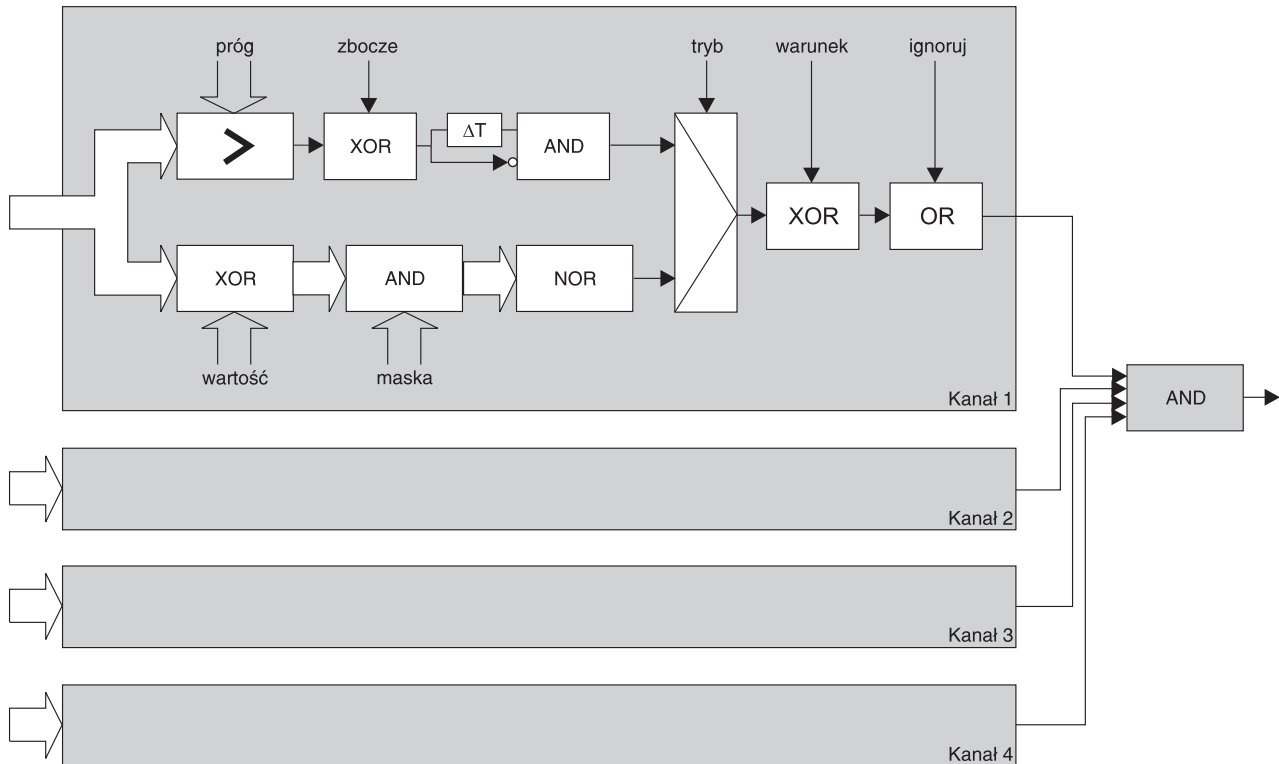 próg zbocze tryb warunek ignoruj
> XOR ΔT AND
XOR OR
XOR AND NOR
wartość maska
Kanał 1
AND
Kanał 2
Kanał 3
Kanał 4